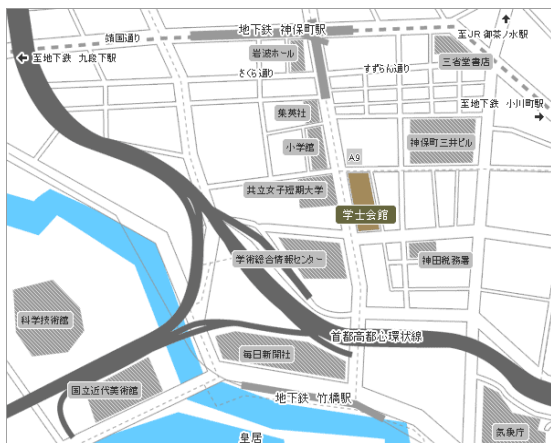 靖国通り
地下鉄 神保町駅
至JR 御茶ノ水駅
至地下鉄 九段下駅
岩波ホール
さくら通り
すずらん通り
三省堂書店
至地下鉄 小川町駅
集英社
小学館
神保町三井ビル
A9
共立女子短期大学
学士会館
学術総合情報センター
神田税務署
科学技術館
首都高都心環状線
毎日新聞社
国立近代美術館
地下鉄 竹橋駅
気象庁
皇居